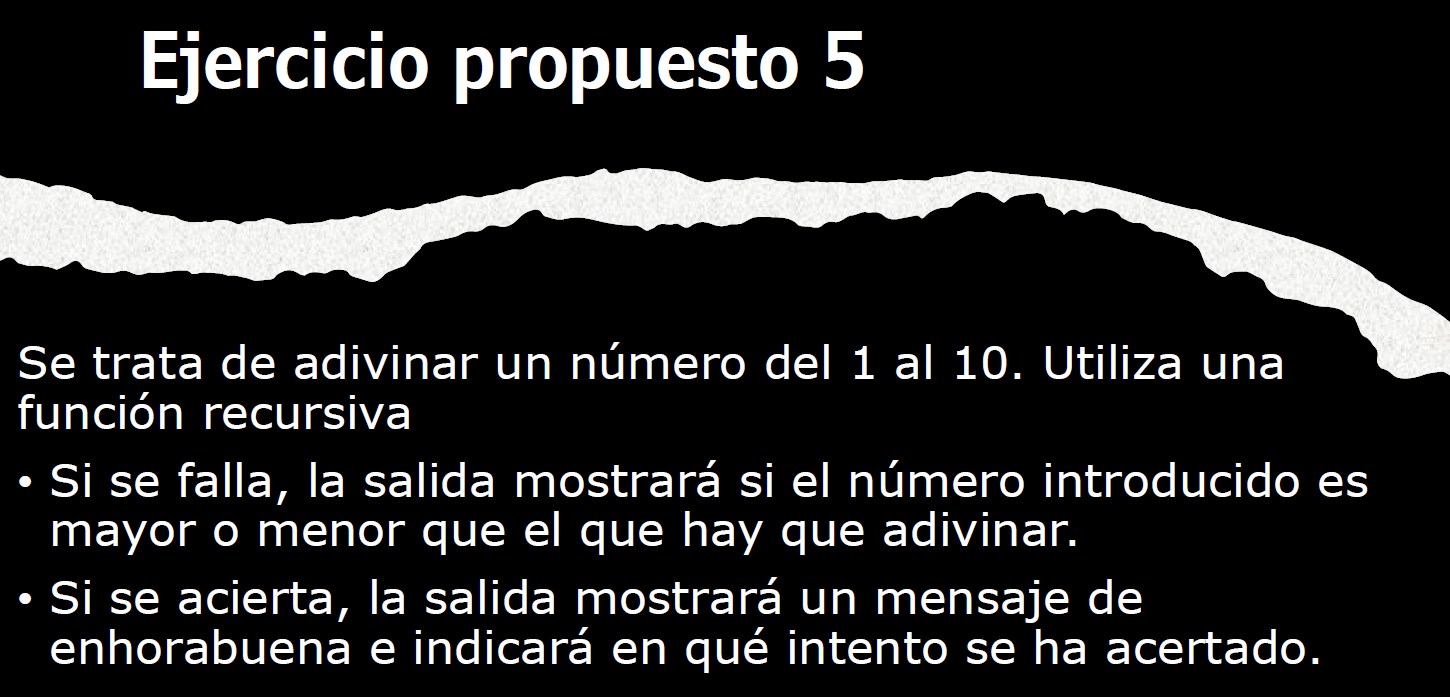 Ejercicio propuesto 5
Se trata de adivinar un número del 1 al 10. Utiliza una
función recursiva
• Si se falla, la salida mostrará si el número introducido es
mayor o menor que el que hay que adivinar.
• Si se acierta, la salida mostrará un mensaje de
enhorabuena e indicará en qué intento se ha acertado.